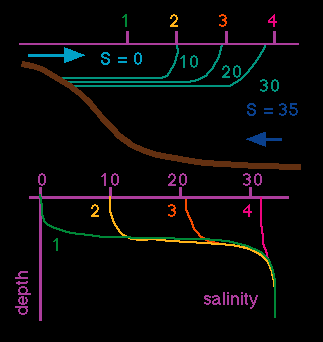 1 2 3 4
S = 0 10 20 30
S = 35
0 10 20 30
1 2 3 4
depth
salinity